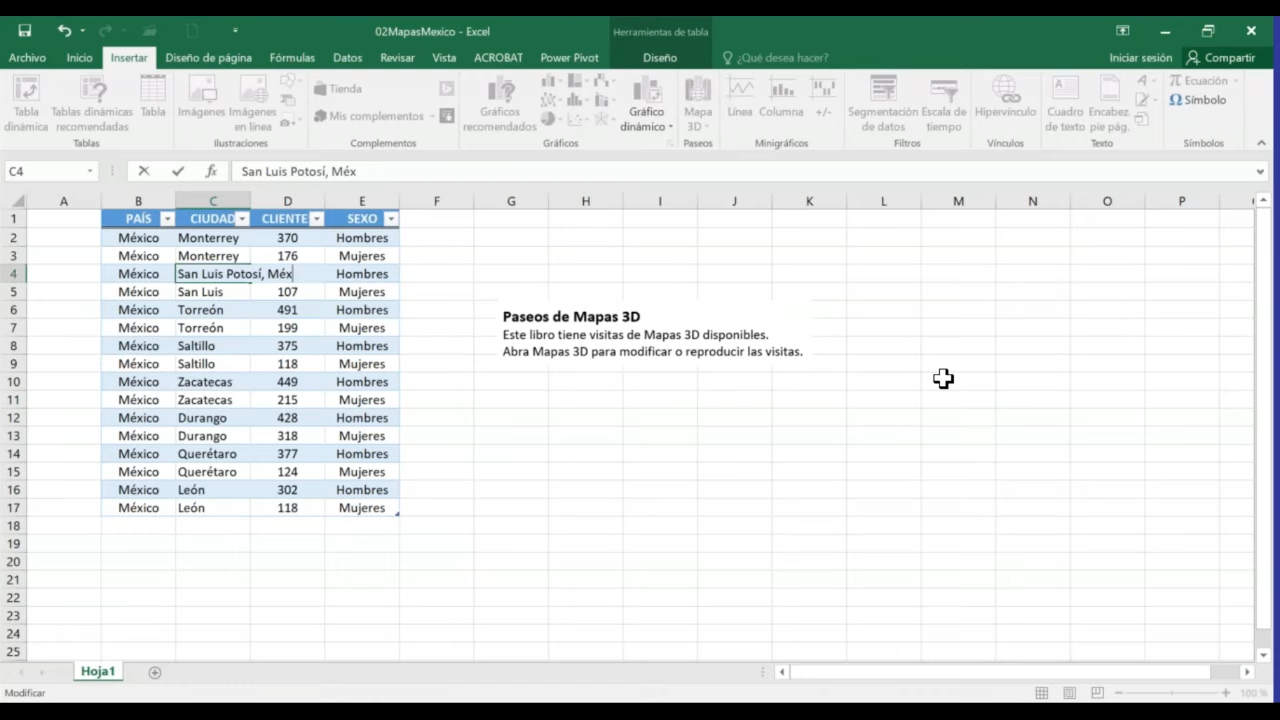 02MapasMexico - Excel
Herramientas de tabla
Archivo Inicio Insertar Diseño de página Fórmulas Datos Revisar Vista ACROBAT Power Pivot Diseño ¿Qué desea hacer? Iniciar sesión Compartir
Tabla dinámica
Tablas dinámicas recomendadas
Tabla
Tablas
Imágenes
Imágenes en línea
Ilustraciones
Tienda
Mis complementos
Complementos
Gráficos recomendados
Gráfico dinámico
Gráficos
Mapa 3D
Paseos
Línea
Columna
+/-
Minigráficos
Segmentación de datos
Escala de tiempo
Filtros
Hipervínculo
Vínculos
Cuadro de texto
Encabez. pie pág.
Texto
Ecuación
Símbolo
Símbolos
C4 fx San Luis Potosí, Méx
A B C D E F G H I J K L M N O P
1 PAÍS CIUDAD CLIENTE SEXO
2 México Monterrey 370 Hombres
3 México Monterrey 176 Mujeres
4 México San Luis Potosí, Méx Hombres
5 México San Luis 107 Mujeres
6 México Torreón 491 Hombres
7 México Torreón 199 Mujeres
8 México Saltillo 375 Hombres
9 México Saltillo 118 Mujeres
10 México Zacatecas 449 Hombres
11 México Zacatecas 215 Mujeres
12 México Durango 428 Hombres
13 México Durango 318 Mujeres
14 México Querétaro 377 Hombres
15 México Querétaro 124 Mujeres
16 México León 302 Hombres
17 México León 118 Mujeres
18
19
20
21
22
23
24
25
Paseos de Mapas 3D
Este libro tiene visitas de Mapas 3D disponibles.
Abra Mapas 3D para modificar o reproducir las visitas.
Hoja1
Modificar
100 %